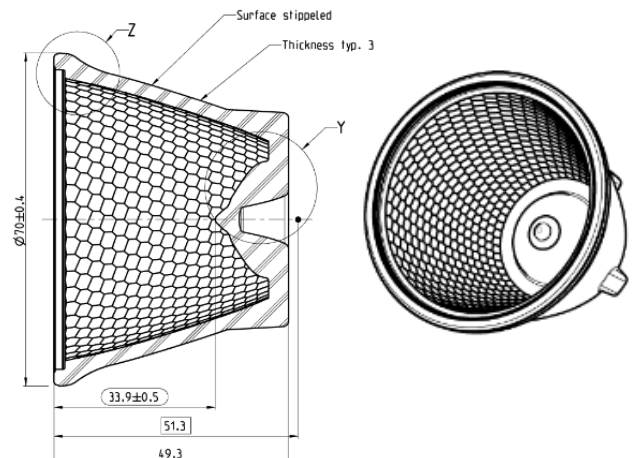 Surface stippeled
Z
Thickness typ. 3
Y
Ø70±0.4
33.9±0.5
51.3
49.3